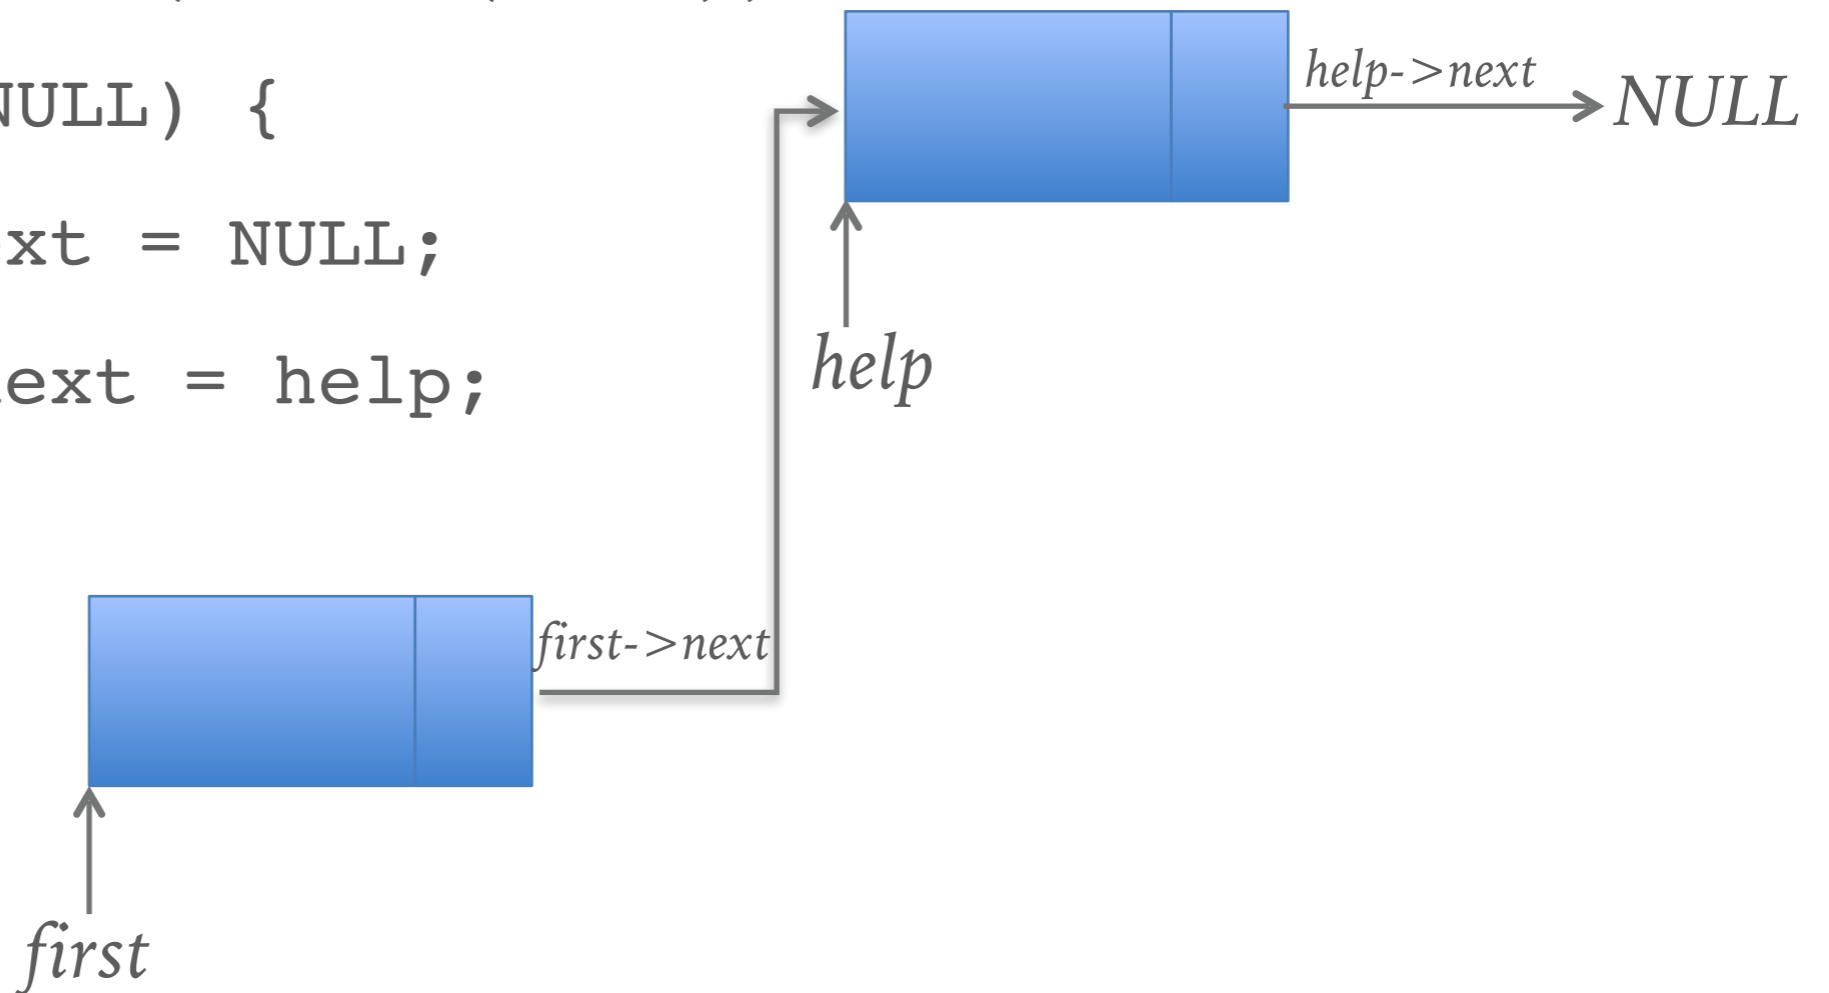 NULL) {
xt = NULL;
ext = help;
help->next
NULL
help
first->next
first